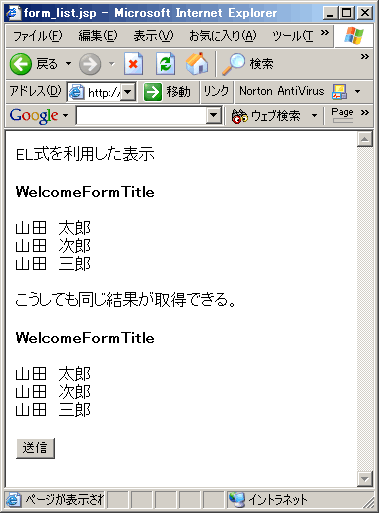 form_list.jsp - Microsoft Internet Explorer
ファイル(F) 編集(E) 表示(V) お気に入り(A) ツール(T) »
戻る 検索 »
アドレス(D) http:// 移動 リンク Norton AntiVirus
Google ウェブ検索 Page »
EL式を利用した表示
WelcomeFormTitle
山田 太郎
山田 次郎
山田 三郎
こうしても同じ結果が取得できる。
WelcomeFormTitle
山田 太郎
山田 次郎
山田 三郎
送信
ページが表示され イントラネット